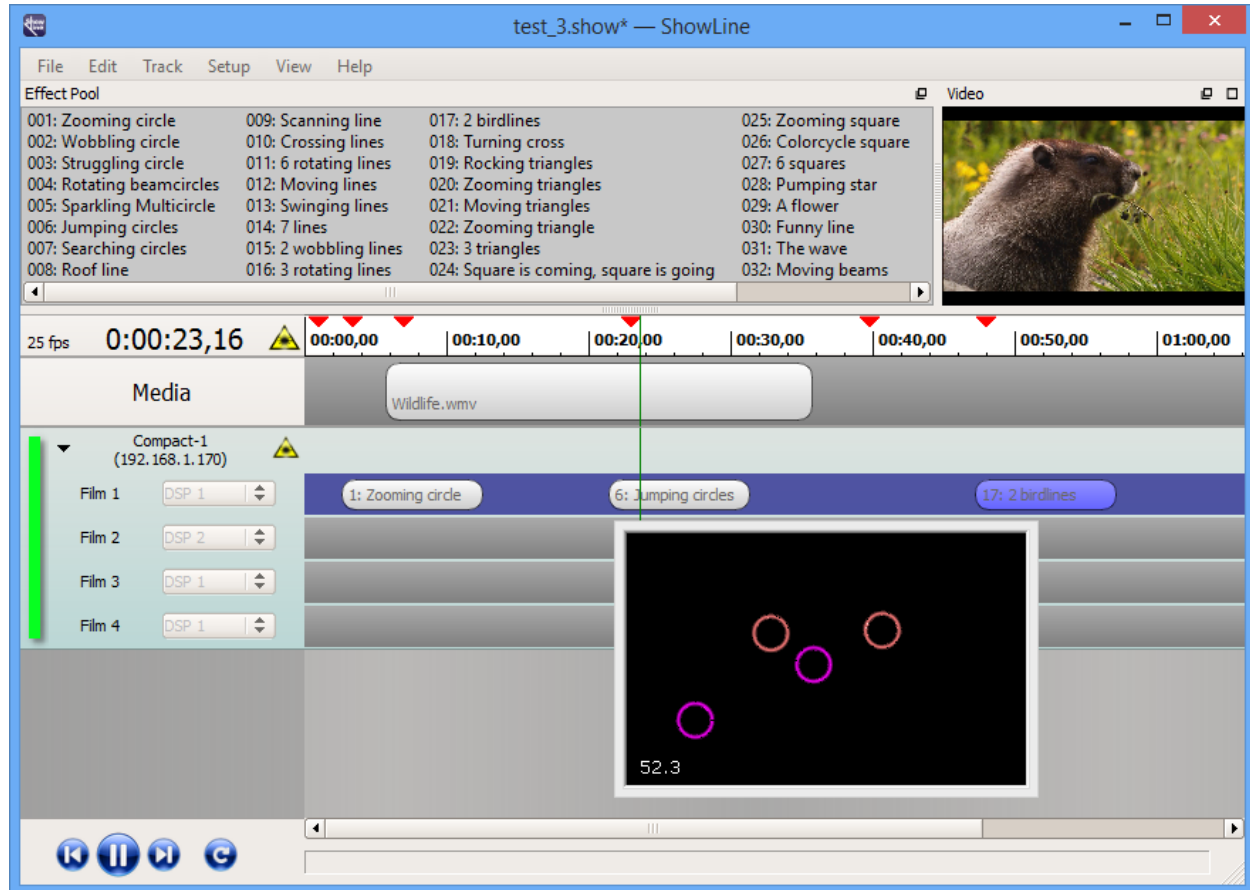 test_3.show* — ShowLine
File Edit Track Setup View Help
Effect Pool
Video
001: Zooming circle
002: Wobbling circle
003: Struggling circle
004: Rotating beamcircles
005: Sparkling Multicircle
006: Jumping circles
007: Searching circles
008: Roof line
009: Scanning line
010: Crossing lines
011: 6 rotating lines
012: Moving lines
013: Swinging lines
014: 7 lines
015: 2 wobbling lines
016: 3 rotating lines
017: 2 birdlines
018: Turning cross
019: Rocking triangles
020: Zooming triangles
021: Moving triangles
022: Zooming triangle
023: 3 triangles
024: Square is coming, square is going
025: Zooming square
026: Colorcycle square
027: 6 squares
028: Pumping star
029: A flower
030: Funny line
031: The wave
032: Moving beams
25 fps 0:00:23,16
00:00,00 00:10,00 00:20,00 00:30,00 00:40,00 00:50,00 01:00,00
Media
Wildlife.wmv
Compact-1
(192.168.1.170)
Film 1 DSP 1
1: Zooming circle 6: Jumping circles 17: 2 birdlines
Film 2 DSP 2
Film 3 DSP 1
Film 4 DSP 1
52.3